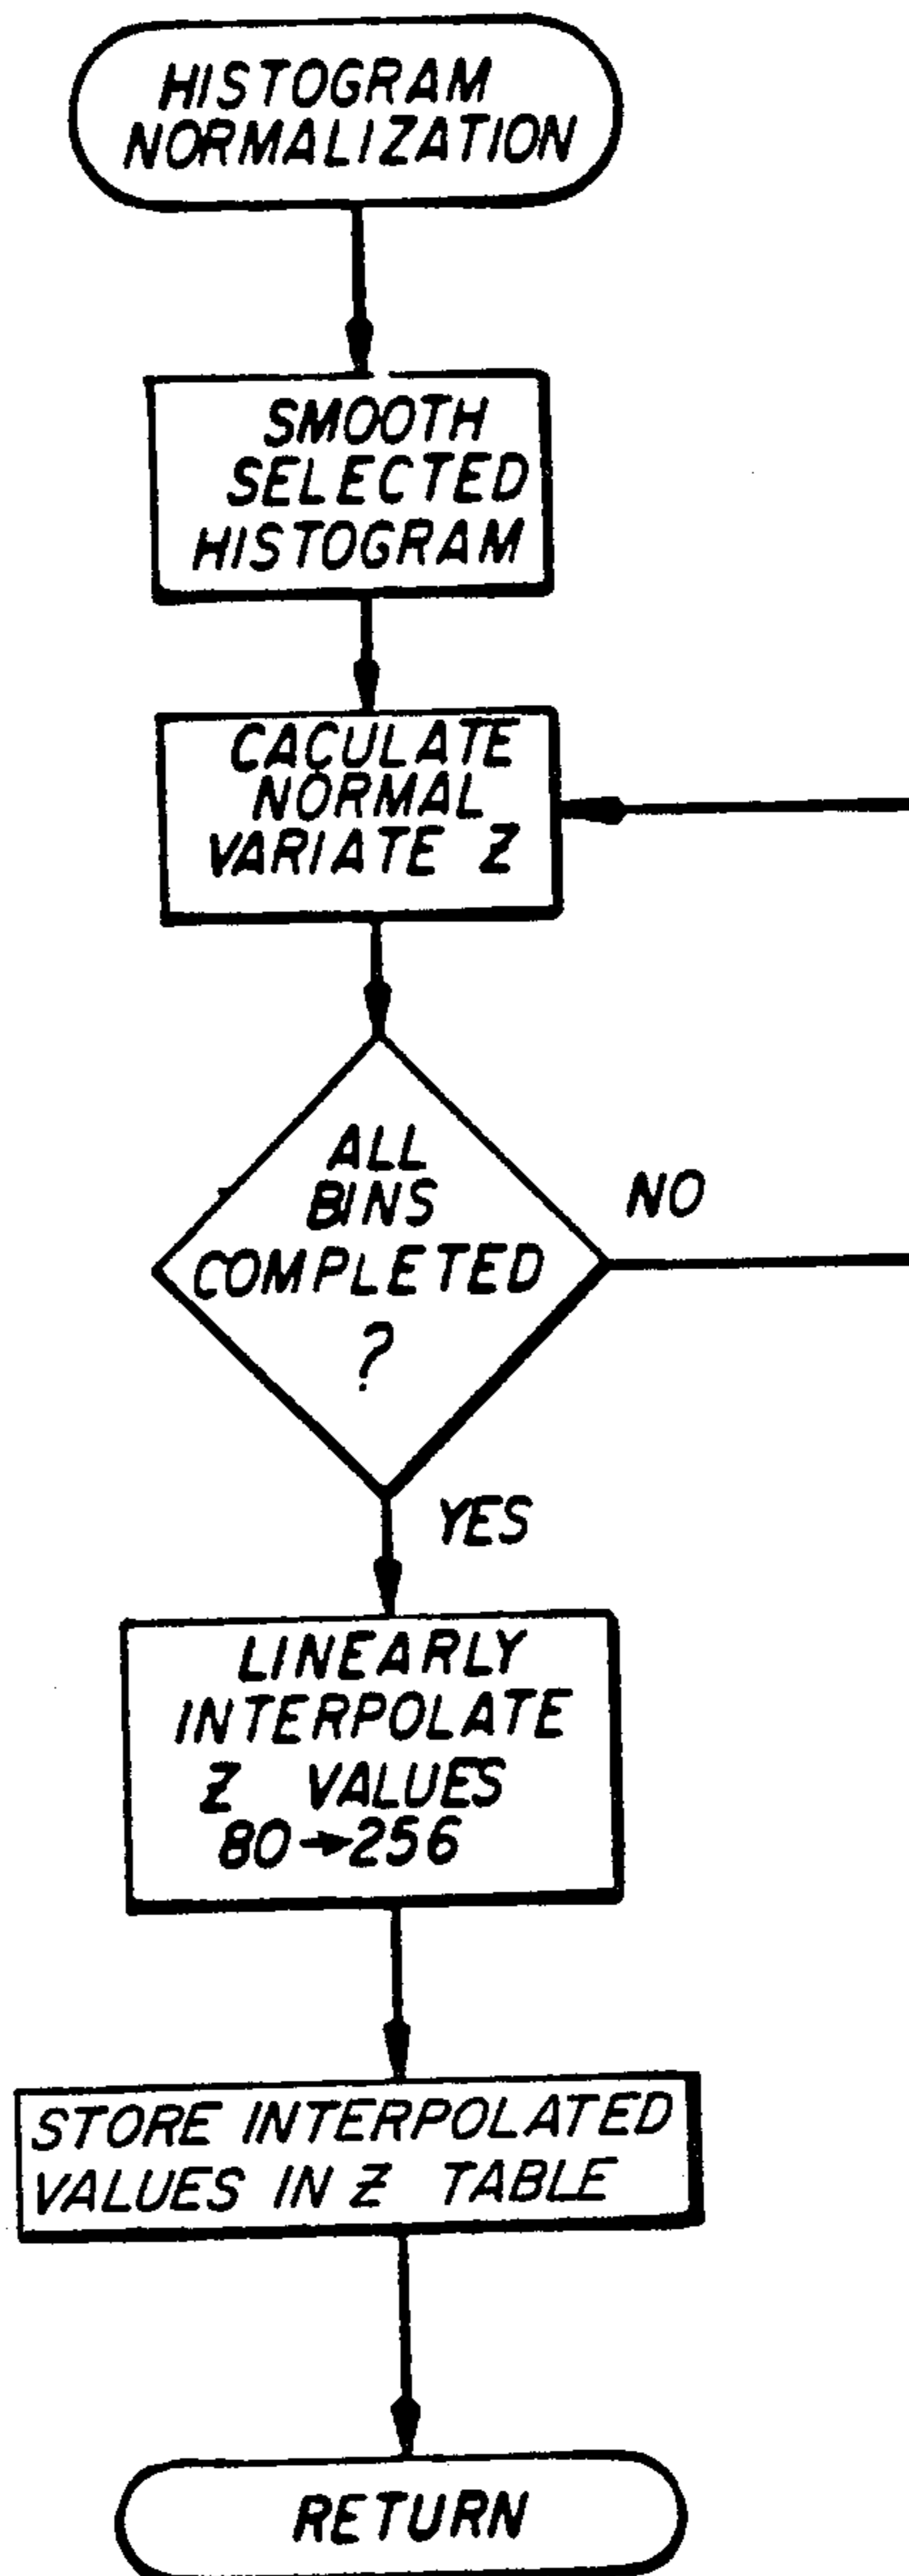 HISTOGRAM
NORMALIZATION
SMOOTH
SELECTED
HISTOGRAM
CACULATE
NORMAL
VARIATE Z
ALL
BINS
COMPLETED
?
NO
YES
LINEARLY
INTERPOLATE
Z VALUES
80→256
STORE INTERPOLATED
VALUES IN Z TABLE
RETURN